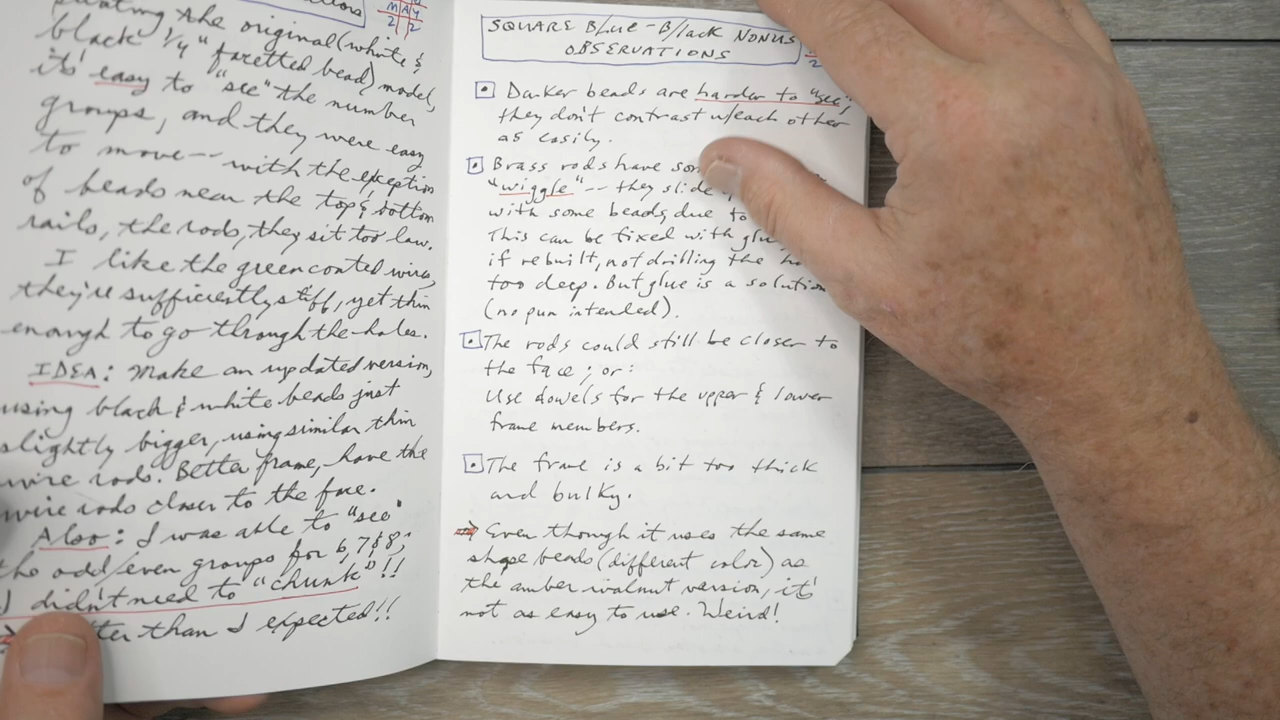 the original (white &
black 1/4" facetted bead) model,
it's easy to "see" the number
groups, and they were easy
to move -- with the exception
of beads near the top & bottom
rails, the rods, they sit too low.
I like the green coated wire,
they're sufficiently stiff, yet thin
enough to go through the holes.
IDEA: Make an updated version,
using black & white beads just
slightly bigger, using similar thin
wire rods. Better frame, have the
wire rods closer to the face.
Also: I was able to "see"
the odd/even groups for 6, 7, & 8;
I didn't need to "chunk"!!
than I expected!!
MAY
2 2
SQUARE Blue-Black NONUS
OBSERVATIONS
Darker beads are harder to "see",
they don't contrast w/each other
as easily.
Brass rods have
"wiggle" -- they slide
with some beads, due to
This can be fixed with
if rebuilt, not drilling the
too deep. But glue is a solution
(no pun intended).
The rods could still be closer to
the face; or:
Use dowels for the upper & lower
frame members.
The frame is a bit too thick
and bulky.
Even though it uses the same
shape beads (different color) as
the amber walnut version, it's
not as easy to use. Weird!